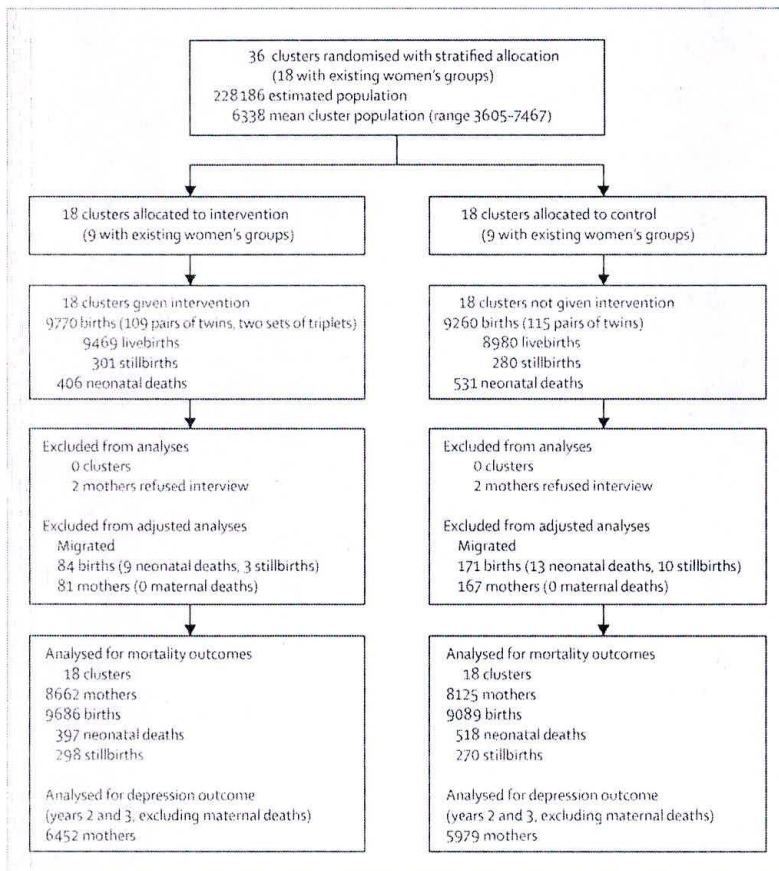 36 clusters randomised with stratified allocation
(18 with existing women's groups)
228186 estimated population
6338 mean cluster population (range 3605–7467)
18 clusters allocated to intervention
(9 with existing women's groups)
18 clusters given intervention
9770 births (109 pairs of twins, two sets of triplets)
9469 livebirths
301 stillbirths
406 neonatal deaths
Excluded from analyses
0 clusters
2 mothers refused interview
Excluded from adjusted analyses
Migrated
84 births (9 neonatal deaths, 3 stillbirths)
81 mothers (0 maternal deaths)
Analysed for mortality outcomes
18 clusters
8662 mothers
9686 births
397 neonatal deaths
298 stillbirths
Analysed for depression outcome
(years 2 and 3, excluding maternal deaths)
6452 mothers
18 clusters allocated to control
(9 with existing women's groups)
18 clusters not given intervention
9260 births (115 pairs of twins)
8980 livebirths
280 stillbirths
531 neonatal deaths
Excluded from analyses
0 clusters
2 mothers refused interview
Excluded from adjusted analyses
Migrated
171 births (13 neonatal deaths, 10 stillbirths)
167 mothers (0 maternal deaths)
Analysed for mortality outcomes
18 clusters
8125 mothers
9089 births
518 neonatal deaths
270 stillbirths
Analysed for depression outcome
(years 2 and 3, excluding maternal deaths)
5979 mothers